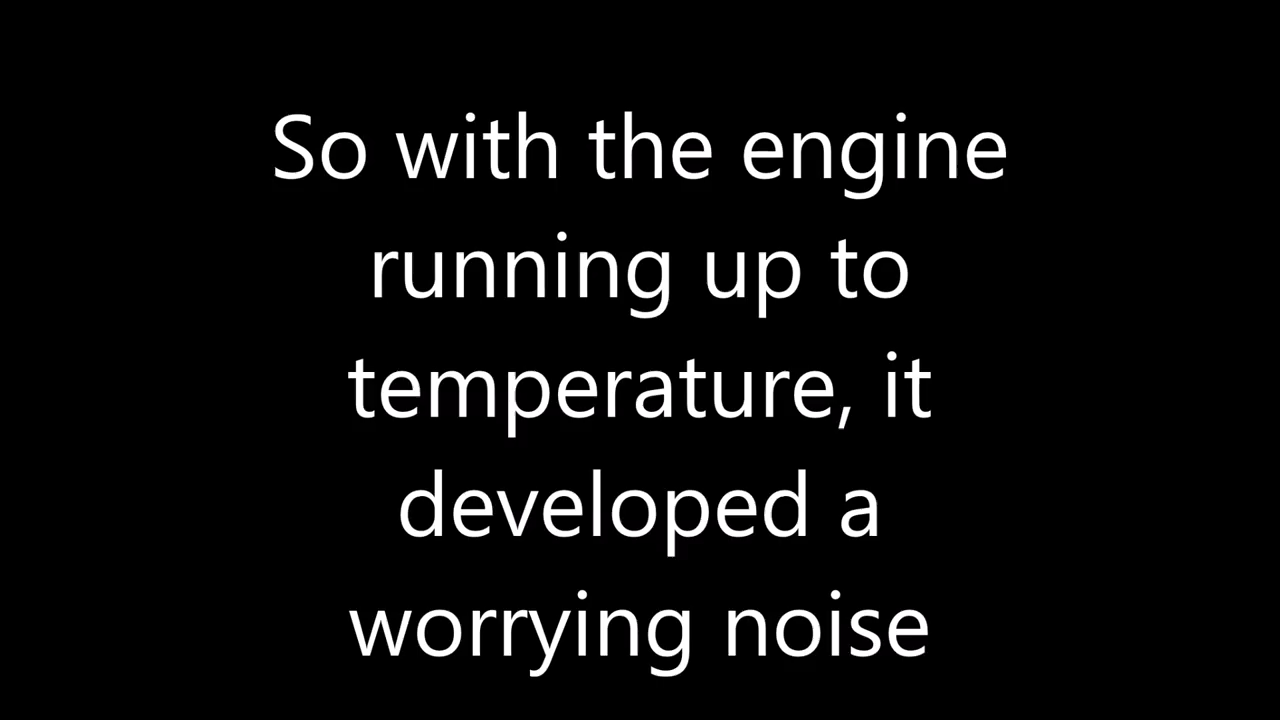 So with the engine
running up to
temperature, it
developed a
worrying noise